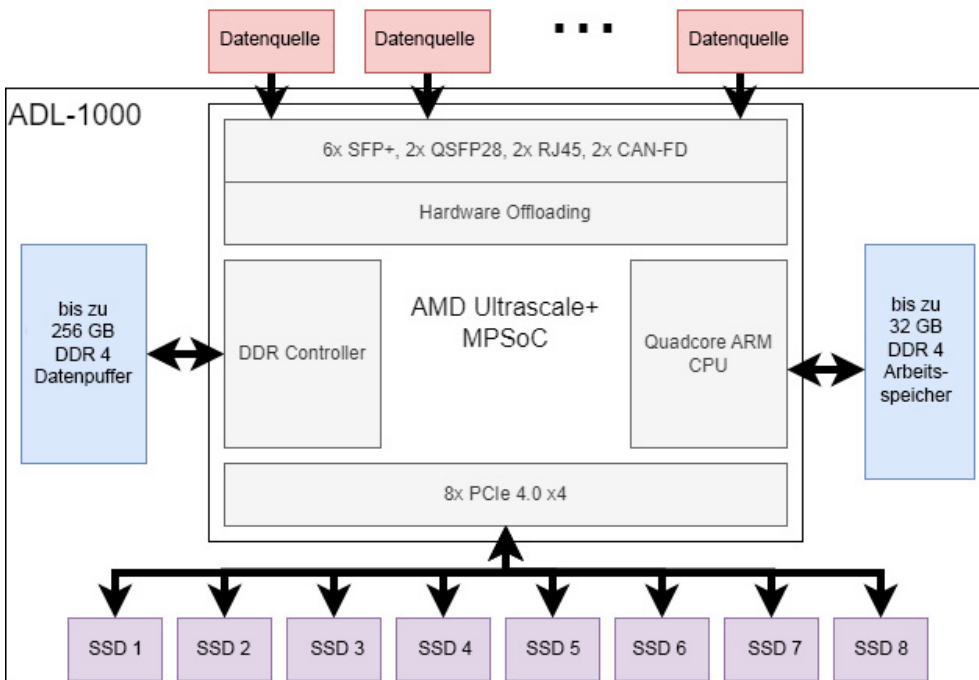 Datenquelle
Datenquelle
...
Datenquelle
ADL-1000
6x SFP+, 2x QSFP28, 2x RJ45, 2x CAN-FD
Hardware Offloading
bis zu
256 GB
DDR 4
Datenpuffer
DDR Controller
AMD Ultrascale+
MPSoC
Quadcore ARM
CPU
bis zu
32 GB
DDR 4
Arbeits-
speicher
8x PCIe 4.0 x4
SSD 1
SSD 2
SSD 3
SSD 4
SSD 5
SSD 6
SSD 7
SSD 8